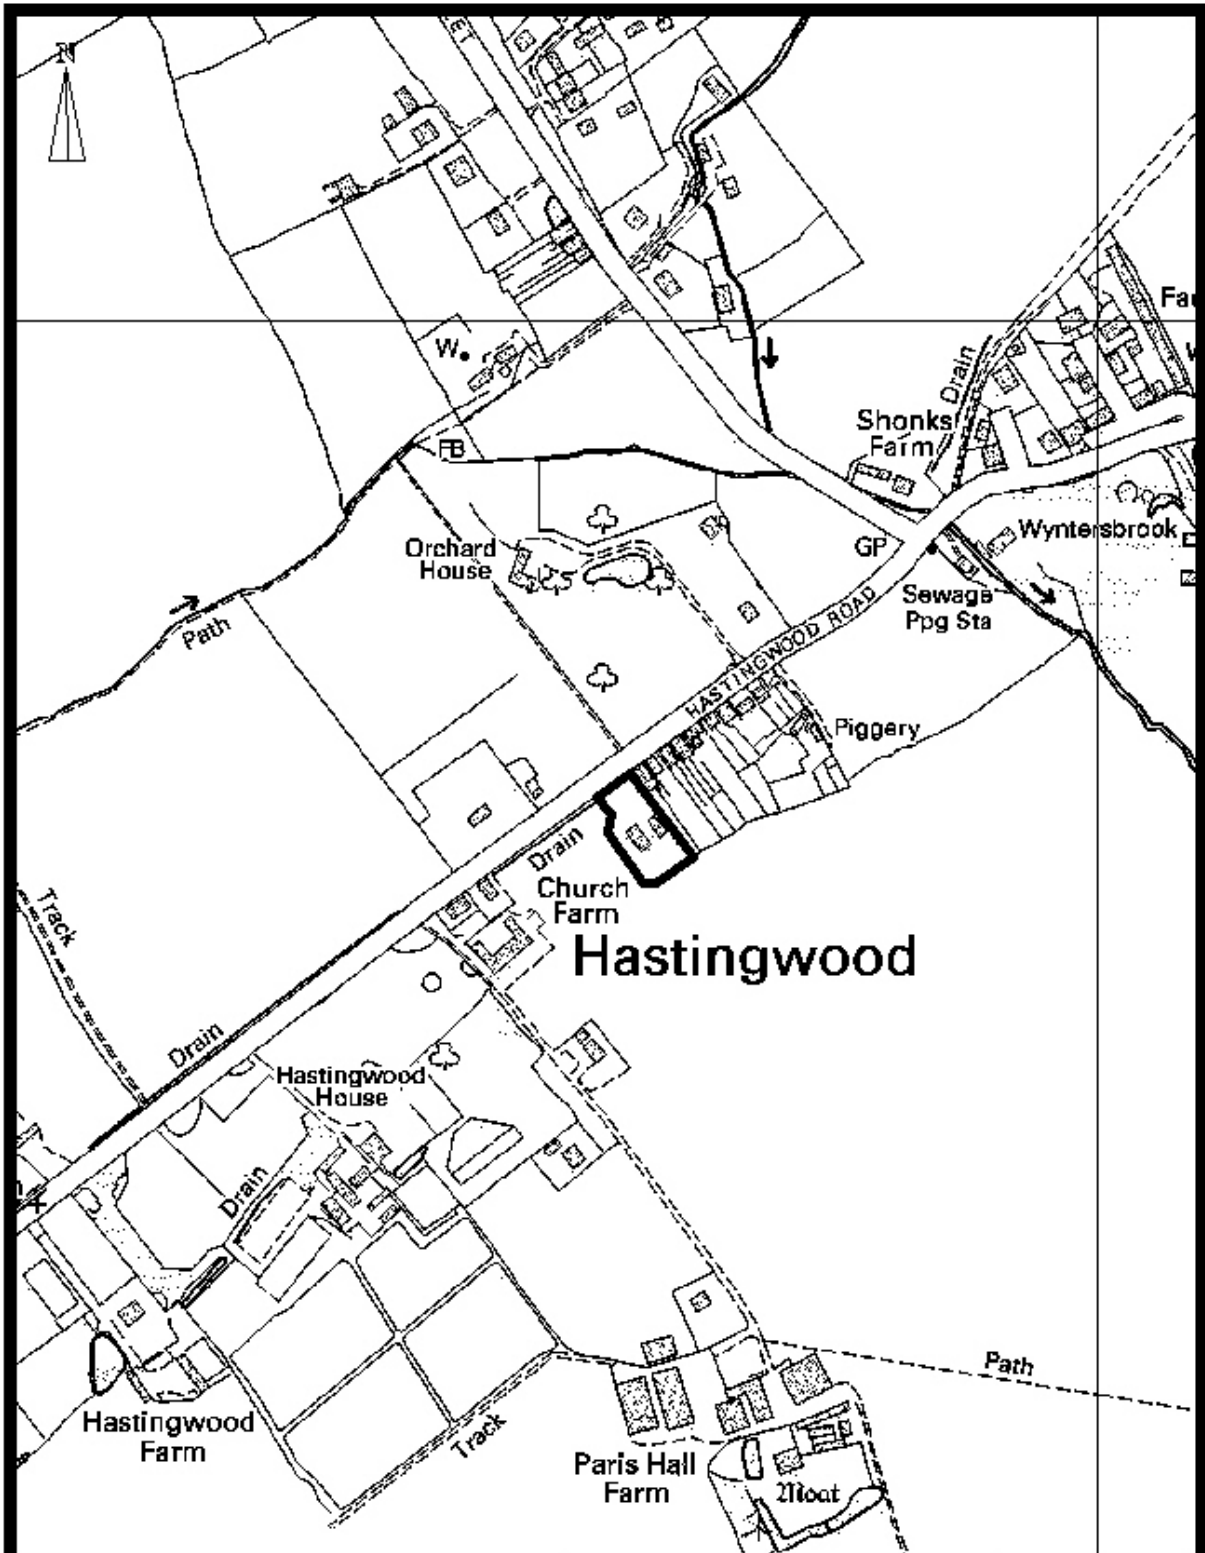 N
W
Drain
Shonks
Farm
FB
Orchard
House
GP
Wyntersbrook
Sewage
Ppg Sta
Path
HASTINGWOOD ROAD
Piggery
Drain
Church
Farm
Hastingwood
Track
Drain
Hastingwood
House
Drain
Path
Hastingwood
Farm
Track
Paris Hall
Farm
Moat